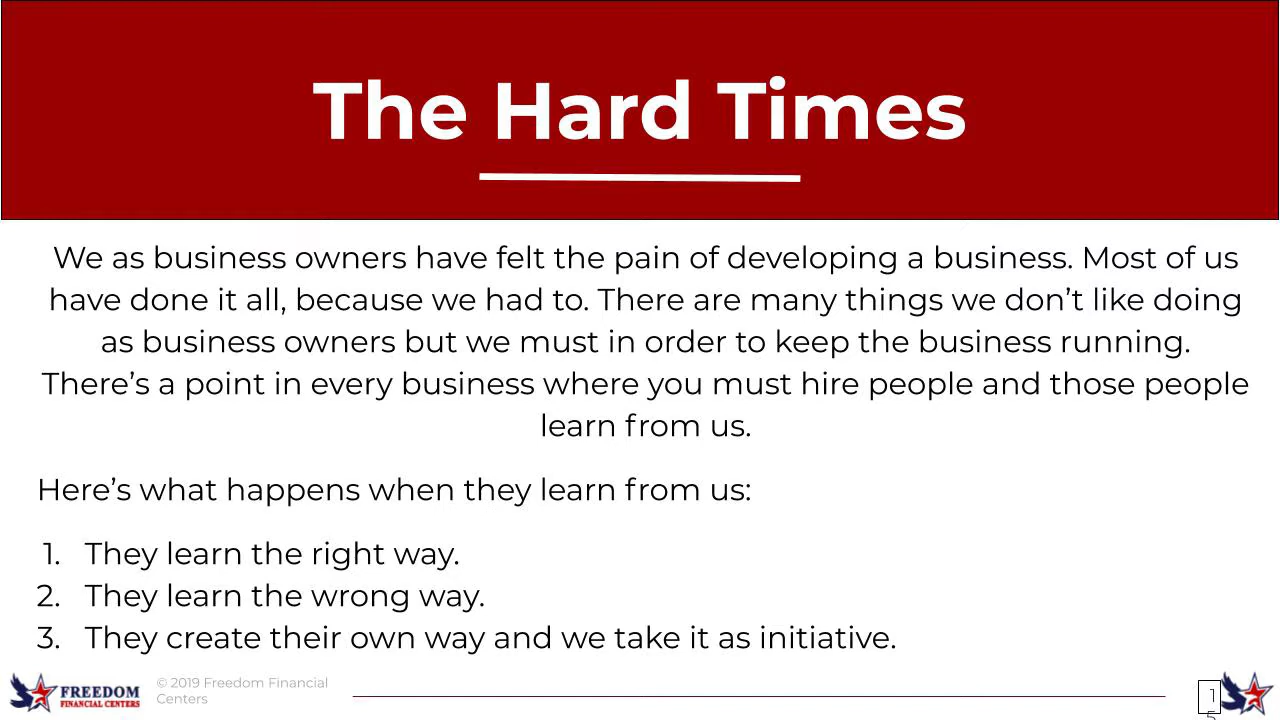 The Hard Times
We as business owners have felt the pain of developing a business. Most of us
have done it all, because we had to. There are many things we don’t like doing
as business owners but we must in order to keep the business running.
There’s a point in every business where you must hire people and those people
learn from us.
Here’s what happens when they learn from us:
1. They learn the right way.
2. They learn the wrong way.
3. They create their own way and we take it as initiative.
FREEDOM
FINANCIAL CENTERS
© 2019 Freedom Financial
Centers
1
5